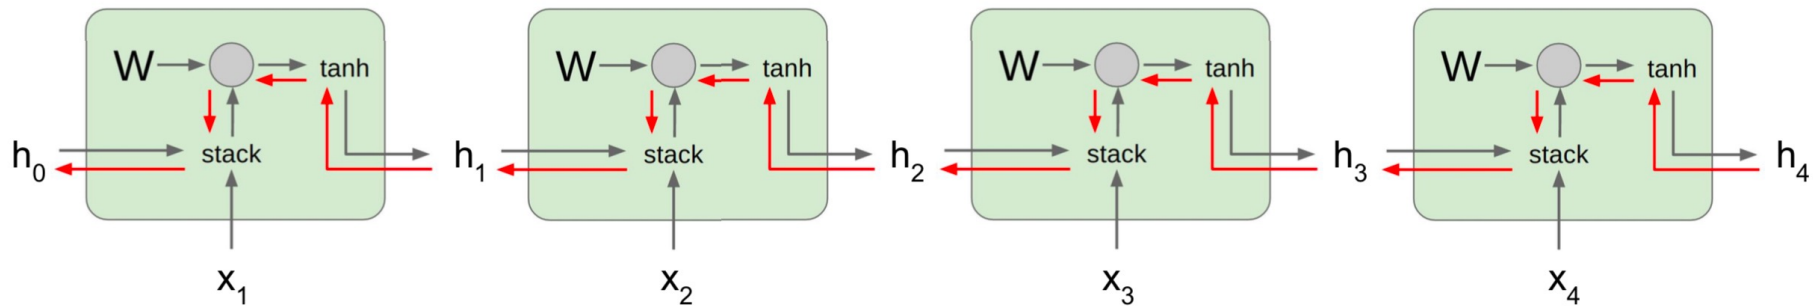 W tanh W tanh W tanh W tanh
h₀ stack h₁ stack h₂ stack h₃ stack h₄
x₁ x₂ x₃ x₄